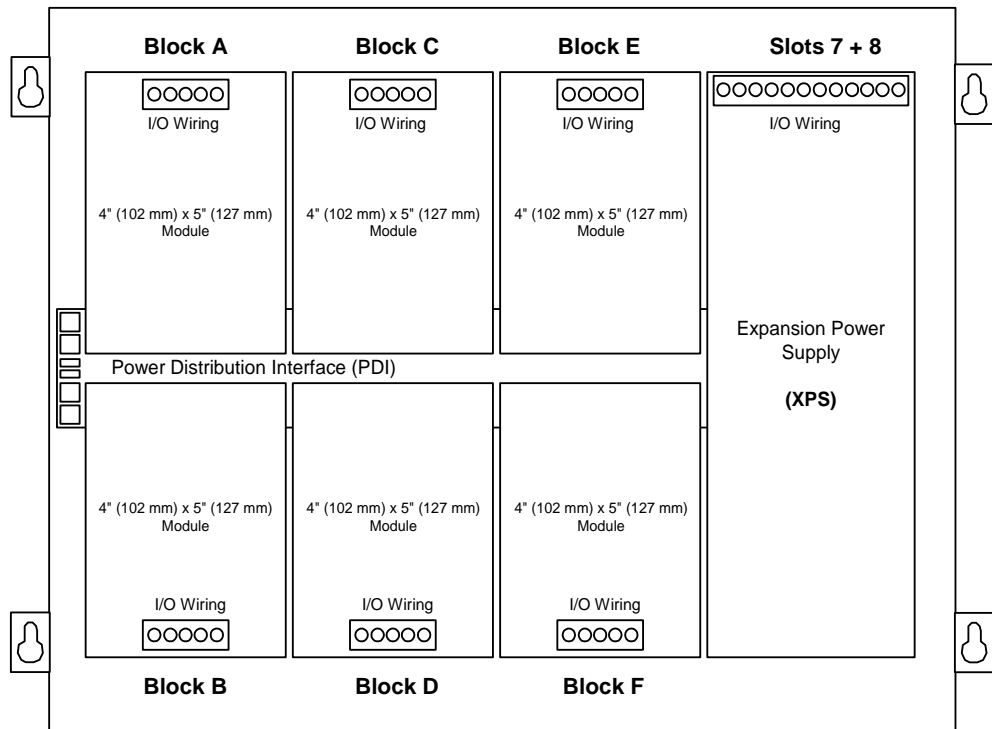 Block A
Block C
Block E
Slots 7 + 8
I/O Wiring
I/O Wiring
I/O Wiring
I/O Wiring
4" (102 mm) x 5" (127 mm)
Module
4" (102 mm) x 5" (127 mm)
Module
4" (102 mm) x 5" (127 mm)
Module
Expansion Power
Supply
(XPS)
Power Distribution Interface (PDI)
4" (102 mm) x 5" (127 mm)
Module
4" (102 mm) x 5" (127 mm)
Module
4" (102 mm) x 5" (127 mm)
Module
I/O Wiring
I/O Wiring
I/O Wiring
Block B
Block D
Block F